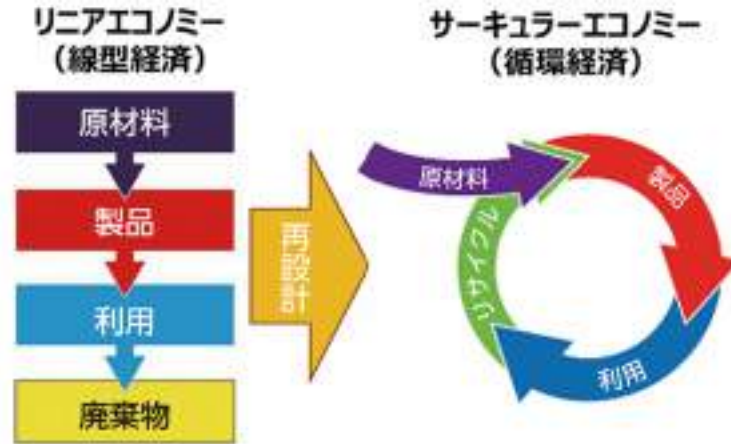 リニアエコノミー
（線型経済）
原材料
製品
利用
廃棄物
再設計
サーキュラーエコノミー
（循環経済）
原材料
製品
利用
リサイクル